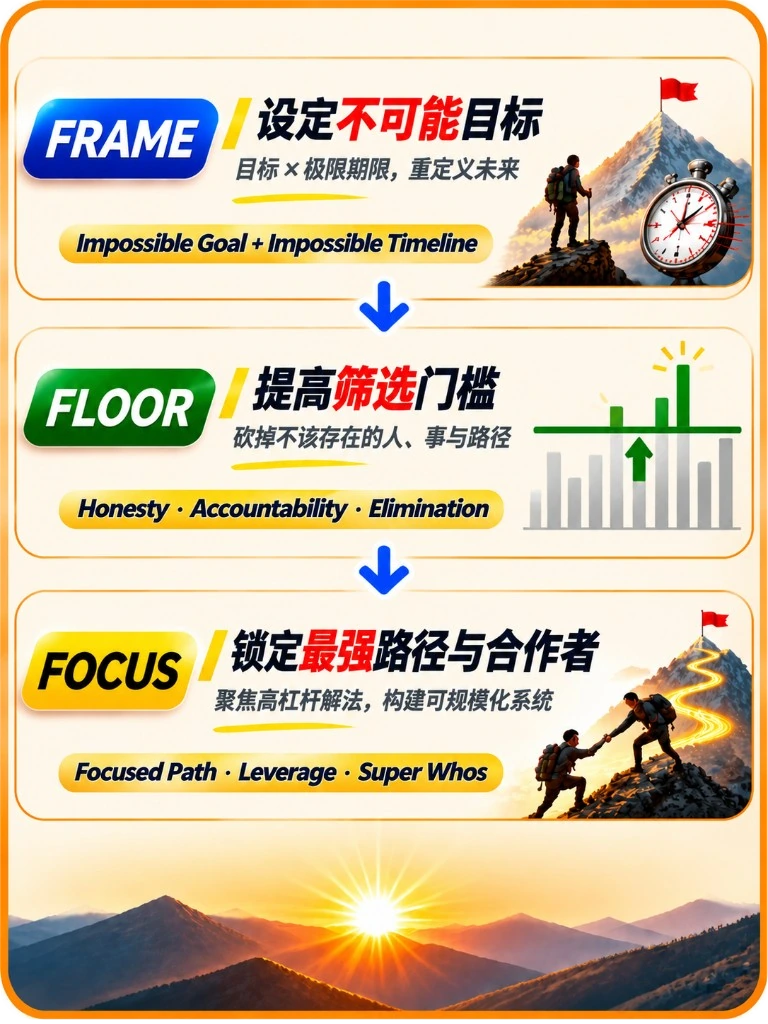 FRAME
设定不可能目标
目标 × 极限期限，重定义未来
Impossible Goal + Impossible Timeline
FLOOR
提高筛选门槛
砍掉不该存在的人、事与路径
Honesty · Accountability · Elimination
FOCUS
锁定最强路径与合作者
聚焦高杠杆解法，构建可规模化系统
Focused Path · Leverage · Super Whos